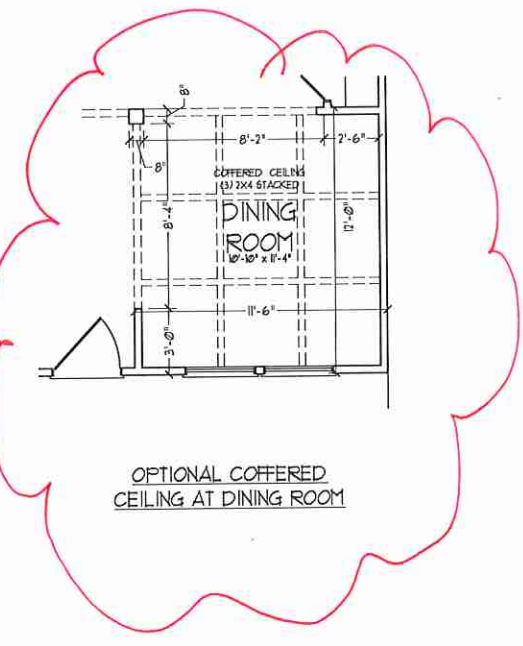 8"
8'-2"
2'-6"
8"
COFFERED CEILING
(3) 2X4 STACKED
8'-4"
DINING
12'-0"
ROOM
10'-10" x 11'-4"
11'-6"
3'-0"
OPTIONAL COFFERED
CEILING AT DINING ROOM